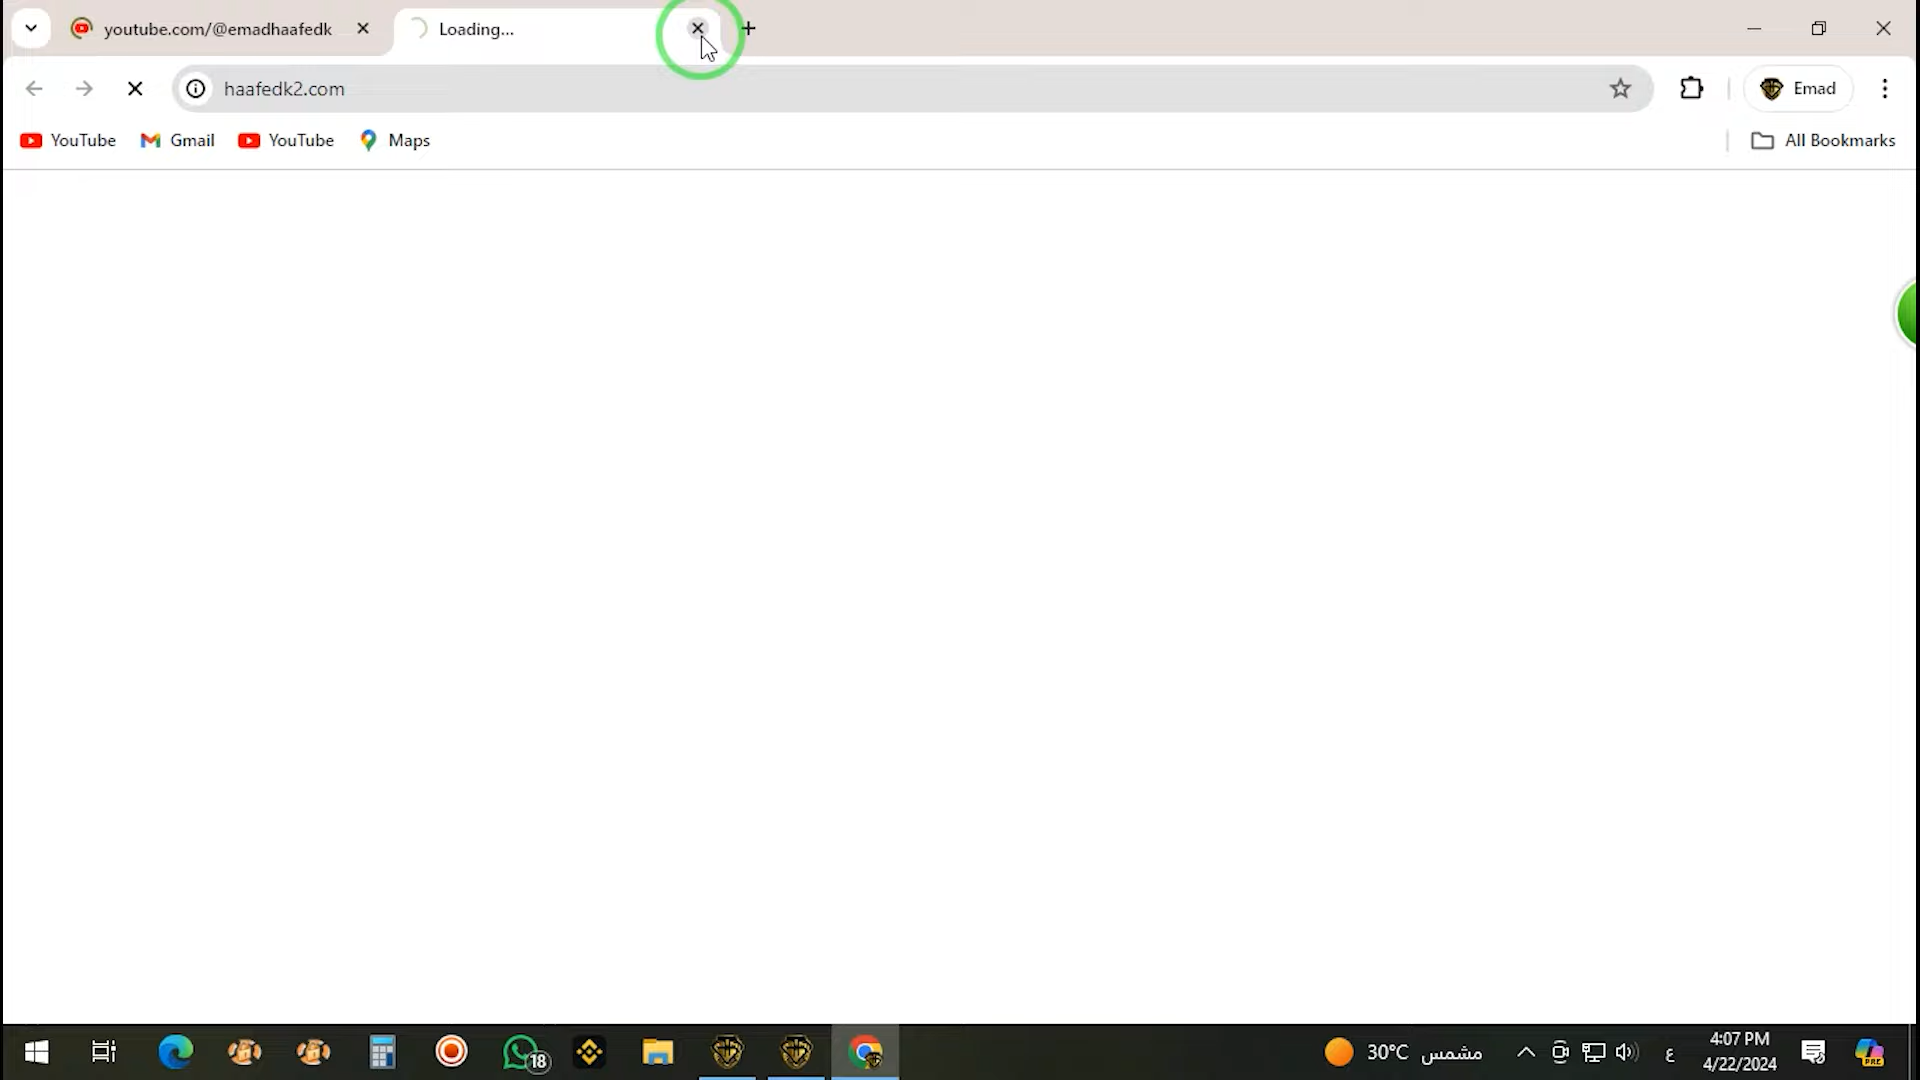 youtube.com/@emadhaafedk
Loading...
haafedk2.com
Emad
YouTube
Gmail
YouTube
Maps
All Bookmarks
18
30°C مشمس
ع
4:07 PM
4/22/2024
PRE